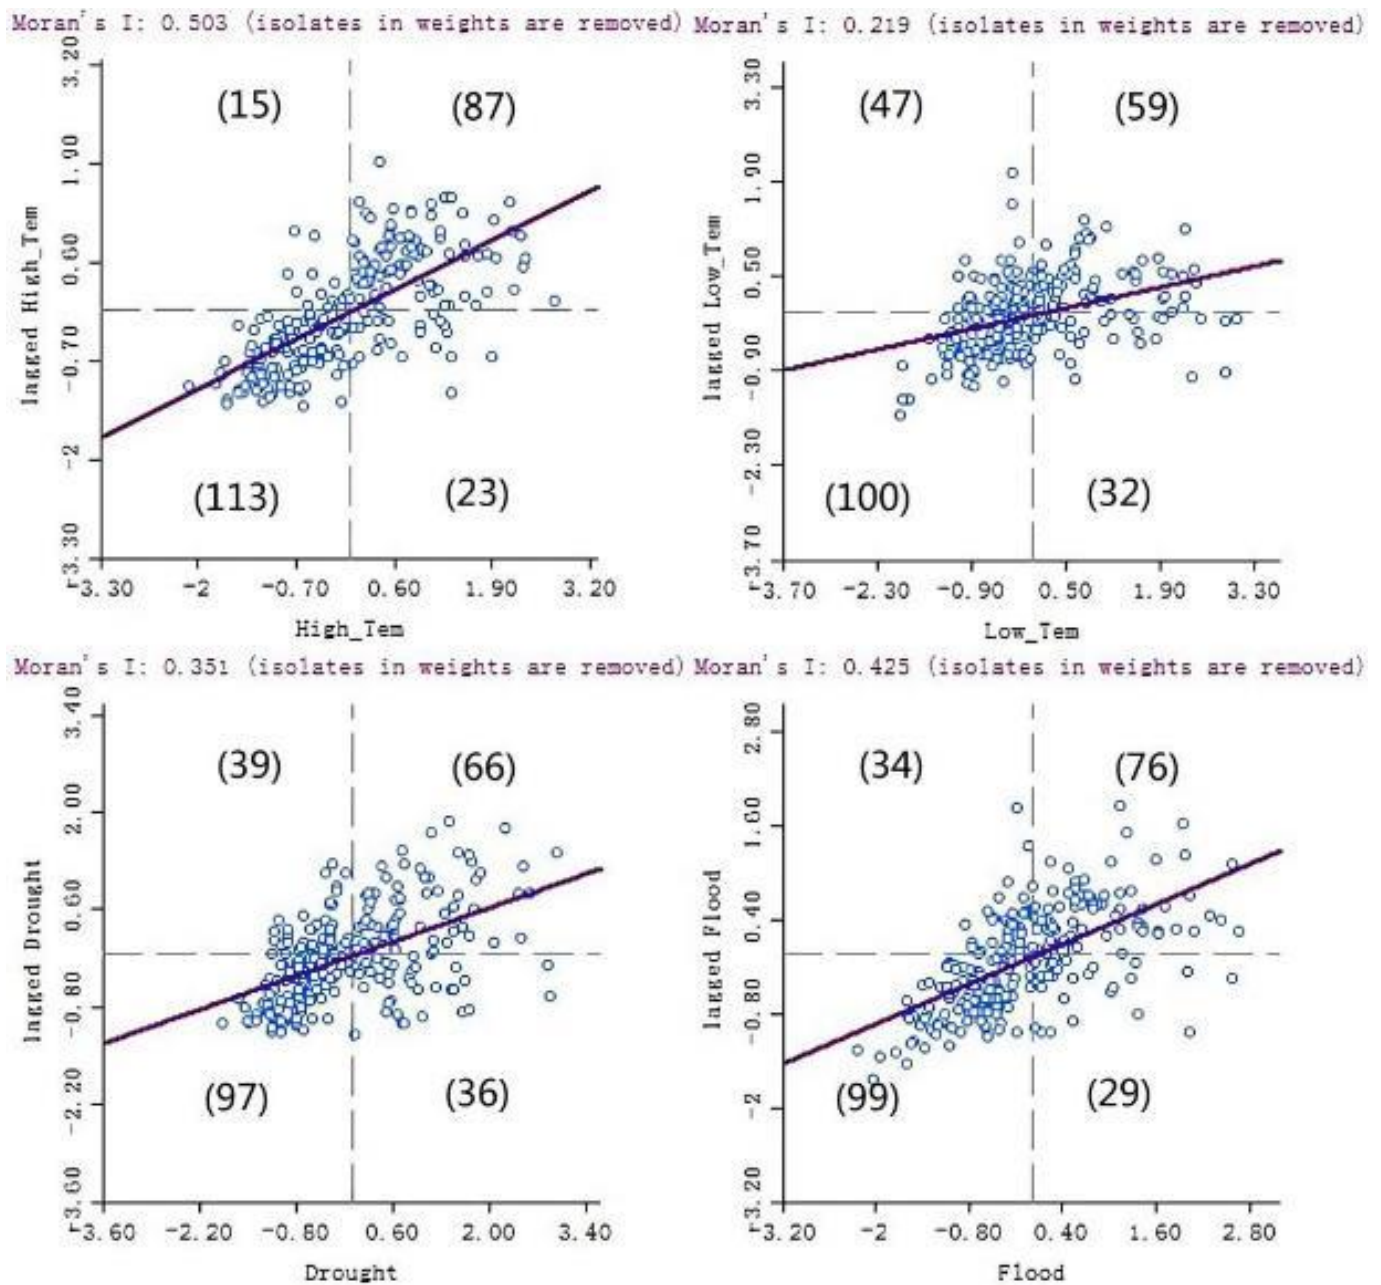 Moran's I: 0.503 (isolates in weights are removed)
3.20
1.90
0.60
-0.70
-2
-3.30
lagged High_Tem
(15)
(87)
(113)
(23)
-3.30 -2 -0.70 0.60 1.90 3.20
High_Tem
Moran's I: 0.219 (isolates in weights are removed)
3.30
1.90
0.50
-0.90
-2.30
-3.70
lagged Low_Tem
(47)
(59)
(100)
(32)
-3.70 -2.30 -0.90 0.50 1.90 3.30
Low_Tem
Moran's I: 0.351 (isolates in weights are removed)
3.40
2.00
0.60
-0.80
-2.20
-3.60
lagged Drought
(39)
(66)
(97)
(36)
-3.60 -2.20 -0.80 0.60 2.00 3.40
Drought
Moran's I: 0.425 (isolates in weights are removed)
2.80
1.60
0.40
-0.80
-2
-3.20
lagged Flood
(34)
(76)
(99)
(29)
-3.20 -2 -0.80 0.40 1.60 2.80
Flood